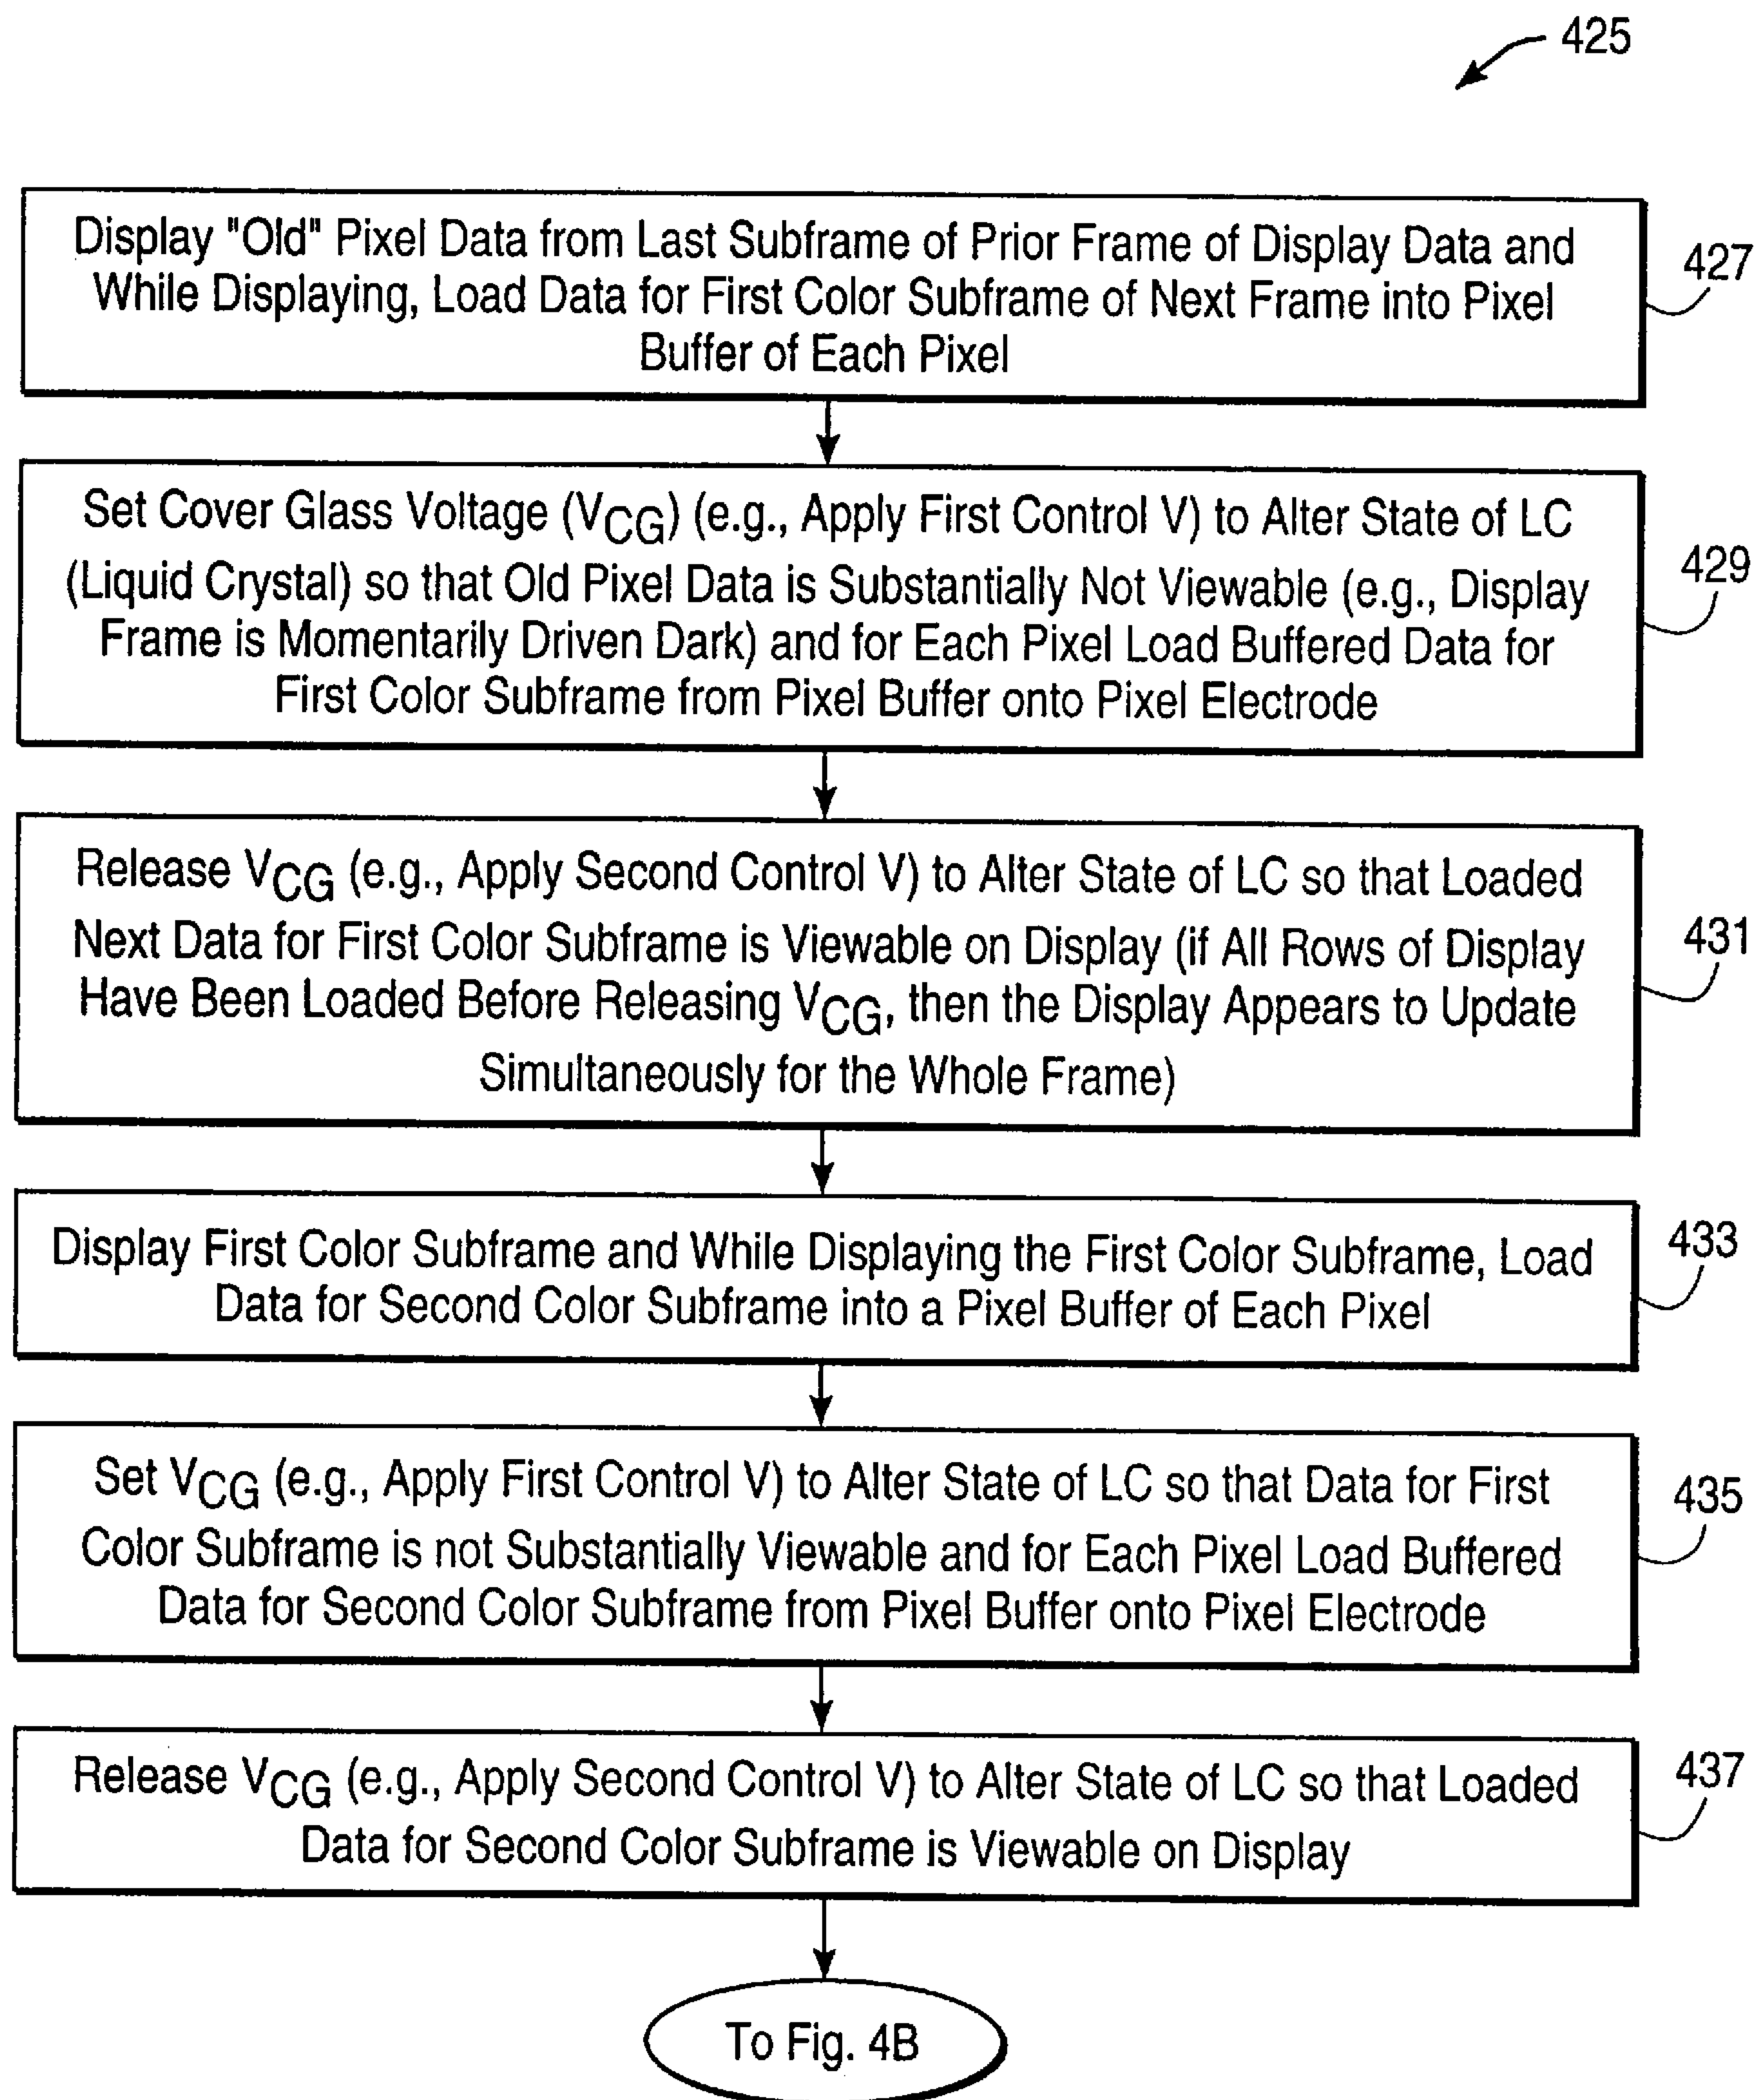 425
Display "Old" Pixel Data from Last Subframe of Prior Frame of Display Data and
While Displaying, Load Data for First Color Subframe of Next Frame into Pixel
Buffer of Each Pixel
427
Set Cover Glass Voltage (VCG) (e.g., Apply First Control V) to Alter State of LC
(Liquid Crystal) so that Old Pixel Data is Substantially Not Viewable (e.g., Display
Frame is Momentarily Driven Dark) and for Each Pixel Load Buffered Data for
First Color Subframe from Pixel Buffer onto Pixel Electrode
429
Release VCG (e.g., Apply Second Control V) to Alter State of LC so that Loaded
Next Data for First Color Subframe is Viewable on Display (if All Rows of Display
Have Been Loaded Before Releasing VCG, then the Display Appears to Update
Simultaneously for the Whole Frame)
431
Display First Color Subframe and While Displaying the First Color Subframe, Load
Data for Second Color Subframe into a Pixel Buffer of Each Pixel
433
Set VCG (e.g., Apply First Control V) to Alter State of LC so that Data for First
Color Subframe is not Substantially Viewable and for Each Pixel Load Buffered
Data for Second Color Subframe from Pixel Buffer onto Pixel Electrode
435
Release VCG (e.g., Apply Second Control V) to Alter State of LC so that Loaded
Data for Second Color Subframe is Viewable on Display
437
To Fig. 4B